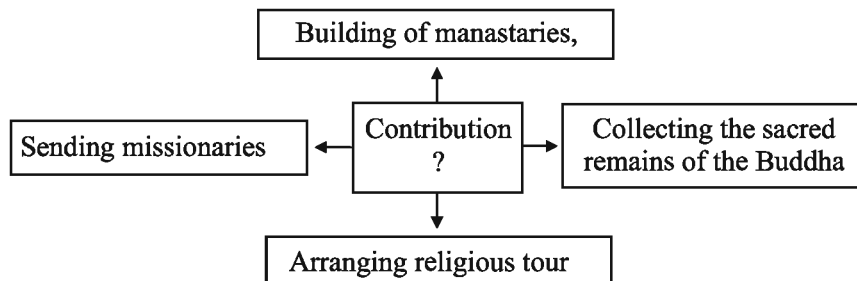 Building of manastaries,
Sending missionaries
Contribution
?
Collecting the sacred
remains of the Buddha
Arranging religious tour